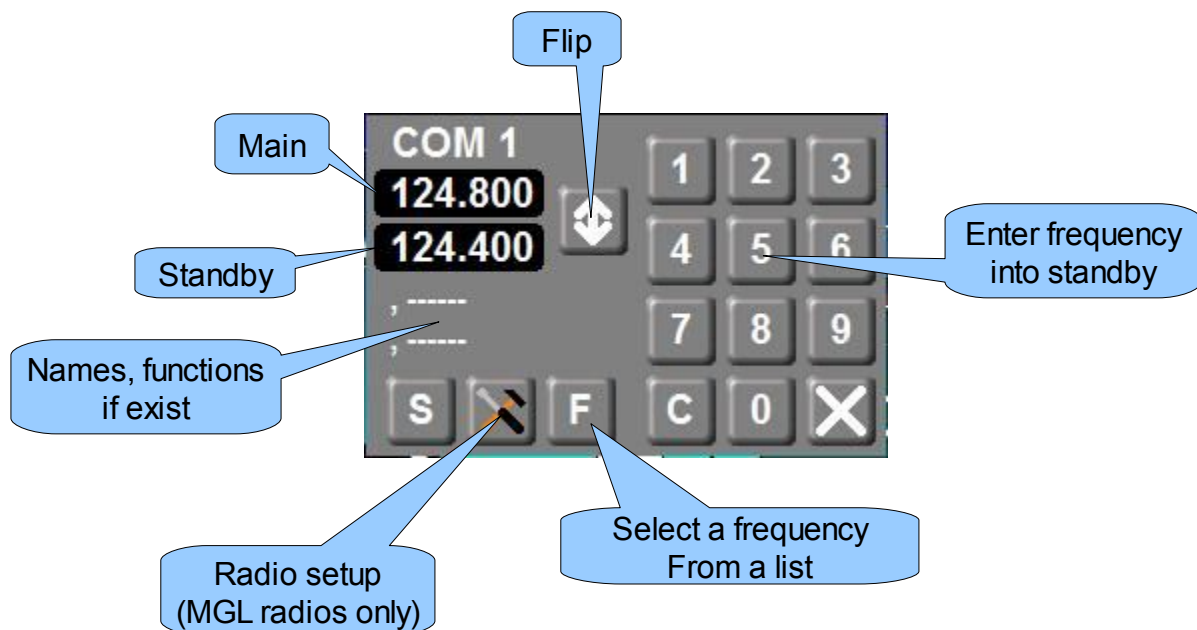 Flip
Main
COM 1
124.800
124.400
Standby
, ------
, ------
Names, functions
if exist
1 2 3
4 5 6
7 8 9
S F C 0
Enter frequency
into standby
Radio setup
(MGL radios only)
Select a frequency
From a list